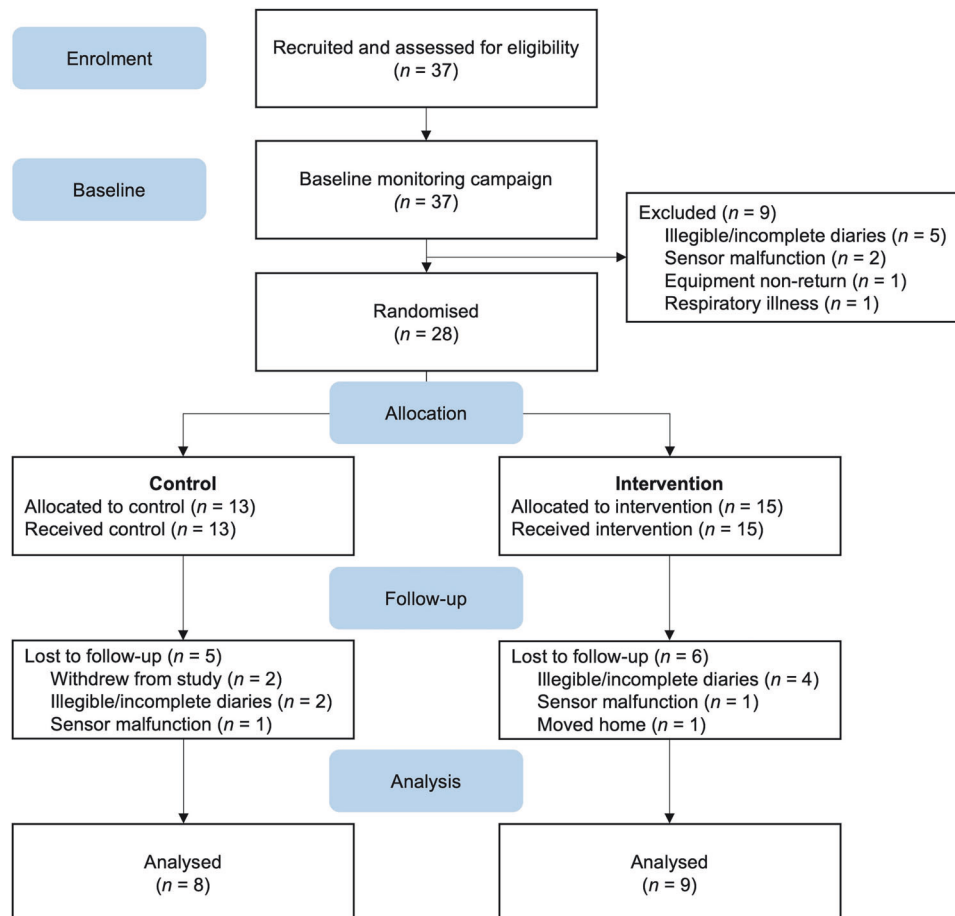 Enrolment
Recruited and assessed for eligibility
(n = 37)
Baseline
Baseline monitoring campaign
(n = 37)
Excluded (n = 9)
Illegible/incomplete diaries (n = 5)
Sensor malfunction (n = 2)
Equipment non-return (n = 1)
Respiratory illness (n = 1)
Randomised
(n = 28)
Allocation
Control
Allocated to control (n = 13)
Received control (n = 13)
Intervention
Allocated to intervention (n = 15)
Received intervention (n = 15)
Follow-up
Lost to follow-up (n = 5)
Withdrew from study (n = 2)
Illegible/incomplete diaries (n = 2)
Sensor malfunction (n = 1)
Lost to follow-up (n = 6)
Illegible/incomplete diaries (n = 4)
Sensor malfunction (n = 1)
Moved home (n = 1)
Analysis
Analysed
(n = 8)
Analysed
(n = 9)